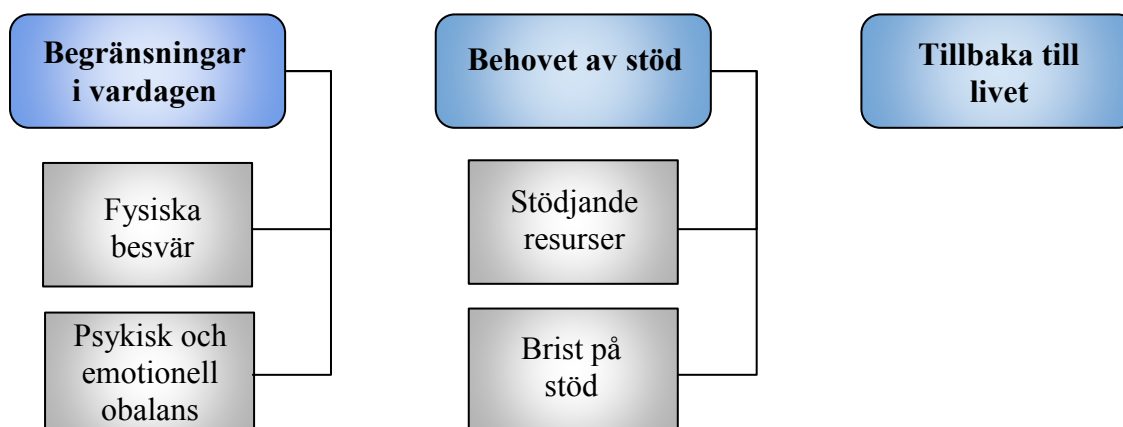 Begränsningar
i vardagen
Fysiska
besvär
Psykisk och
emotionell
obalans
Behovet av stöd
Stödjande
resurser
Brist på
stöd
Tillbaka till
livet